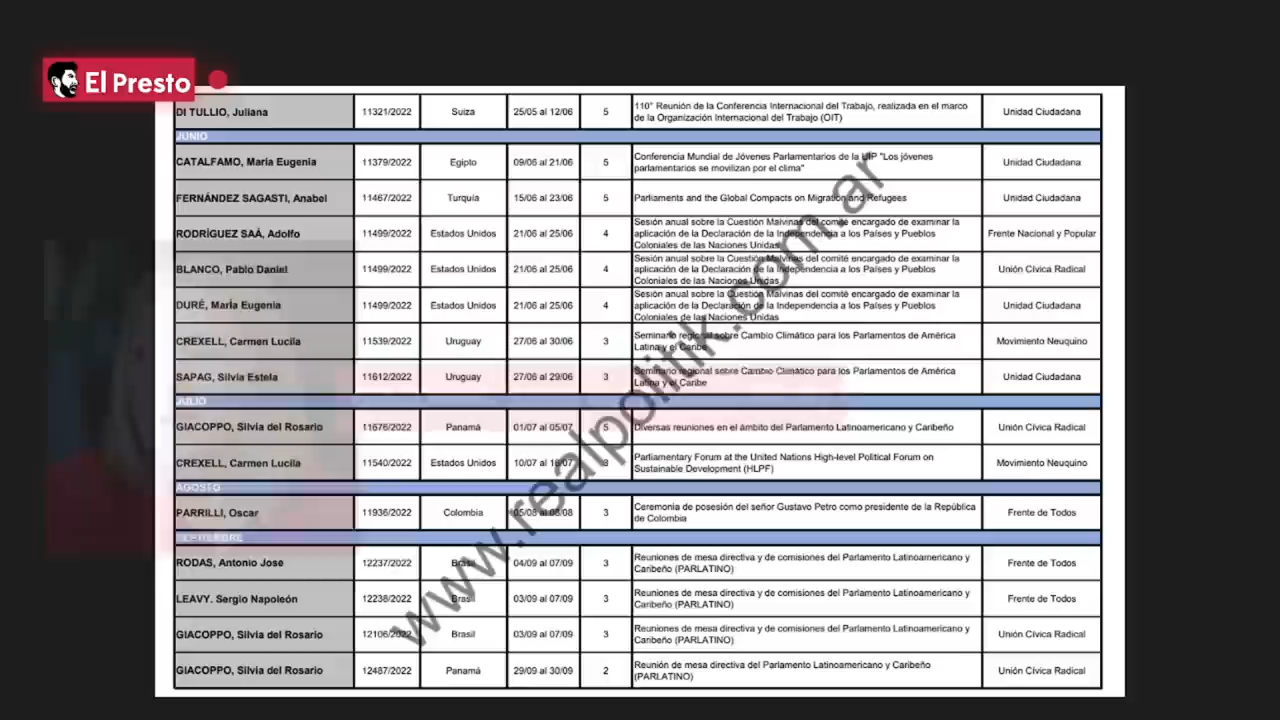 El Presto
DI TULLIO, Juliana 11321/2022 Suiza 25/05 al 12/06 5 110° Reunión de la Conferencia Internacional del Trabajo, realizada en el marco
de la Organización Internacional del Trabajo (OIT) Unidad Ciudadana
JUNIO
CATALFAMO, María Eugenia 11379/2022 Egipto 09/06 al 21/06 5 Conferencia Mundial de Jóvenes Parlamentarios de la UIP "Los jóvenes
parlamentarios se movilizan por el clima" Unidad Ciudadana
FERNÁNDEZ SAGASTI, Anabel 11467/2022 Turquía 15/06 al 23/06 5 Parliaments and the Global Compacts on Migration and Refugees Unidad Ciudadana
RODRÍGUEZ SAÁ, Adolfo 11499/2022 Estados Unidos 21/06 al 25/06 4 Sesión anual sobre la Cuestión Malvinas del comité encargado de examinar la
aplicación de la Declaración de la Independencia a los Países y Pueblos
Coloniales de las Naciones Unidas Frente Nacional y Popular
BLANCO, Pablo Daniel 11499/2022 Estados Unidos 21/06 al 25/06 4 Sesión anual sobre la Cuestión Malvinas del comité encargado de examinar la
aplicación de la Declaración de la Independencia a los Países y Pueblos
Coloniales de las Naciones Unidas Unión Cívica Radical
DURÉ, María Eugenia 11499/2022 Estados Unidos 21/06 al 25/06 4 Sesión anual sobre la Cuestión Malvinas del comité encargado de examinar la
aplicación de la Declaración de la Independencia a los Países y Pueblos
Coloniales de las Naciones Unidas Unidad Ciudadana
CREXELL, Carmen Lucila 11539/2022 Uruguay 27/06 al 30/06 3 Seminario regional sobre Cambio Climático para los Parlamentos de América
Latina y el Caribe Movimiento Neuquino
SAPAG, Silvia Estela 11612/2022 Uruguay 27/06 al 29/06 3 Seminario regional sobre Cambio Climático para los Parlamentos de América
Latina y el Caribe Unidad Ciudadana
JULIO
GIACOPPO, Silvia del Rosario 11676/2022 Panamá 01/07 al 05/07 5 Diversas reuniones en el ámbito del Parlamento Latinoamericano y Caribeño Unión Cívica Radical
CREXELL, Carmen Lucila 11540/2022 Estados Unidos 10/07 al 16/07 3 Parliamentary Forum at the United Nations High-level Political Forum on
Sustainable Development (HLPF) Movimiento Neuquino
AGOSTO
PARRILLI, Oscar 11936/2022 Colombia 05/08 al 08/08 3 Ceremonia de posesión del señor Gustavo Petro como presidente de la República
de Colombia Frente de Todos
SEPTIEMBRE
RODAS, Antonio Jose 12237/2022 Brasil 04/09 al 07/09 3 Reuniones de mesa directiva y de comisiones del Parlamento Latinoamericano y
Caribeño (PARLATINO) Frente de Todos
LEAVY. Sergio Napoleón 12238/2022 Brasil 03/09 al 07/09 3 Reuniones de mesa directiva y de comisiones del Parlamento Latinoamericano y
Caribeño (PARLATINO) Frente de Todos
GIACOPPO, Silvia del Rosario 12106/2022 Brasil 03/09 al 07/09 3 Reuniones de mesa directiva y de comisiones del Parlamento Latinoamericano y
Caribeño (PARLATINO) Unión Cívica Radical
GIACOPPO, Silvia del Rosario 12487/2022 Panamá 29/09 al 30/09 2 Reunión de mesa directiva del Parlamento Latinoamericano y Caribeño
(PARLATINO) Unión Cívica Radical
www.realpolitik.com.ar